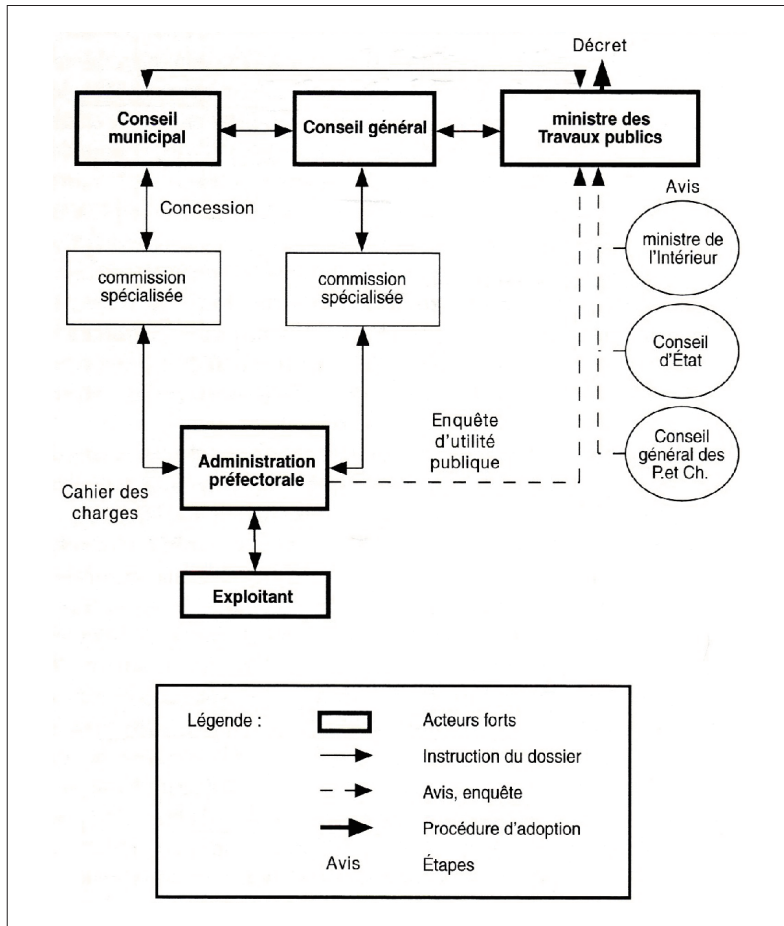 Décret
Conseil
municipal
Conseil général
ministre des
Travaux publics
Avis
Concession
ministre de
l'Intérieur
commission
spécialisée
commission
spécialisée
Conseil
d'État
Enquête
d'utilité
publique
Conseil
général des
P.et Ch.
Administration
préfectorale
Cahier des
charges
Exploitant
Légende :
Acteurs forts
Instruction du dossier
Avis, enquête
Procédure d'adoption
Avis
Étapes